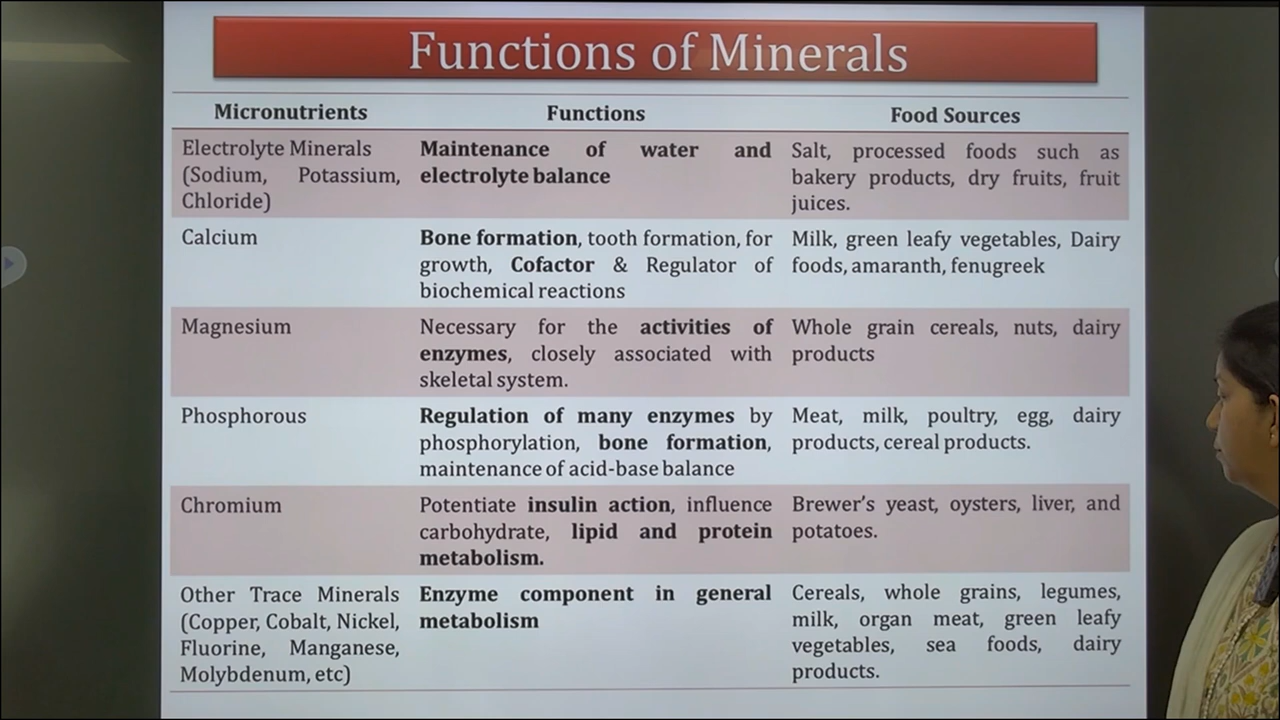 Functions of Minerals
Micronutrients Functions Food Sources
Electrolyte Minerals
(Sodium, Potassium,
Chloride)
Maintenance of water and
electrolyte balance
Salt, processed foods such as
bakery products, dry fruits, fruit
juices.
Calcium
Bone formation, tooth formation, for
growth, Cofactor & Regulator of
biochemical reactions
Milk, green leafy vegetables, Dairy
foods, amaranth, fenugreek
Magnesium
Necessary for the activities of
enzymes, closely associated with
skeletal system.
Whole grain cereals, nuts, dairy
products
Phosphorous
Regulation of many enzymes by
phosphorylation, bone formation,
maintenance of acid-base balance
Meat, milk, poultry, egg, dairy
products, cereal products.
Chromium
Potentiate insulin action, influence
carbohydrate, lipid and protein
metabolism.
Brewer's yeast, oysters, liver, and
potatoes.
Other Trace Minerals
(Copper, Cobalt, Nickel,
Fluorine, Manganese,
Molybdenum, etc)
Enzyme component in general
metabolism
Cereals, whole grains, legumes,
milk, organ meat, green leafy
vegetables, sea foods, dairy
products.